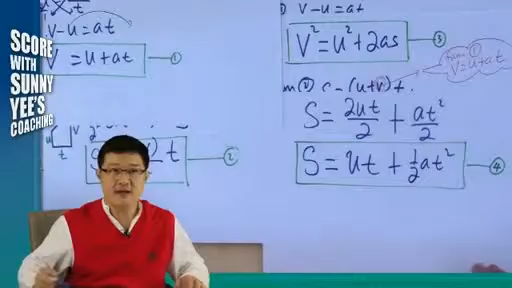 SCORE
WITH
SUNNY
YEE'S
COACHING
V-u=at
V = u+at ①
t
t ②
V-u=at
V²=u²+2as ③
from ①
V=u+at
S = 2ut/2 + at²/2
S = ut + ½at² ④